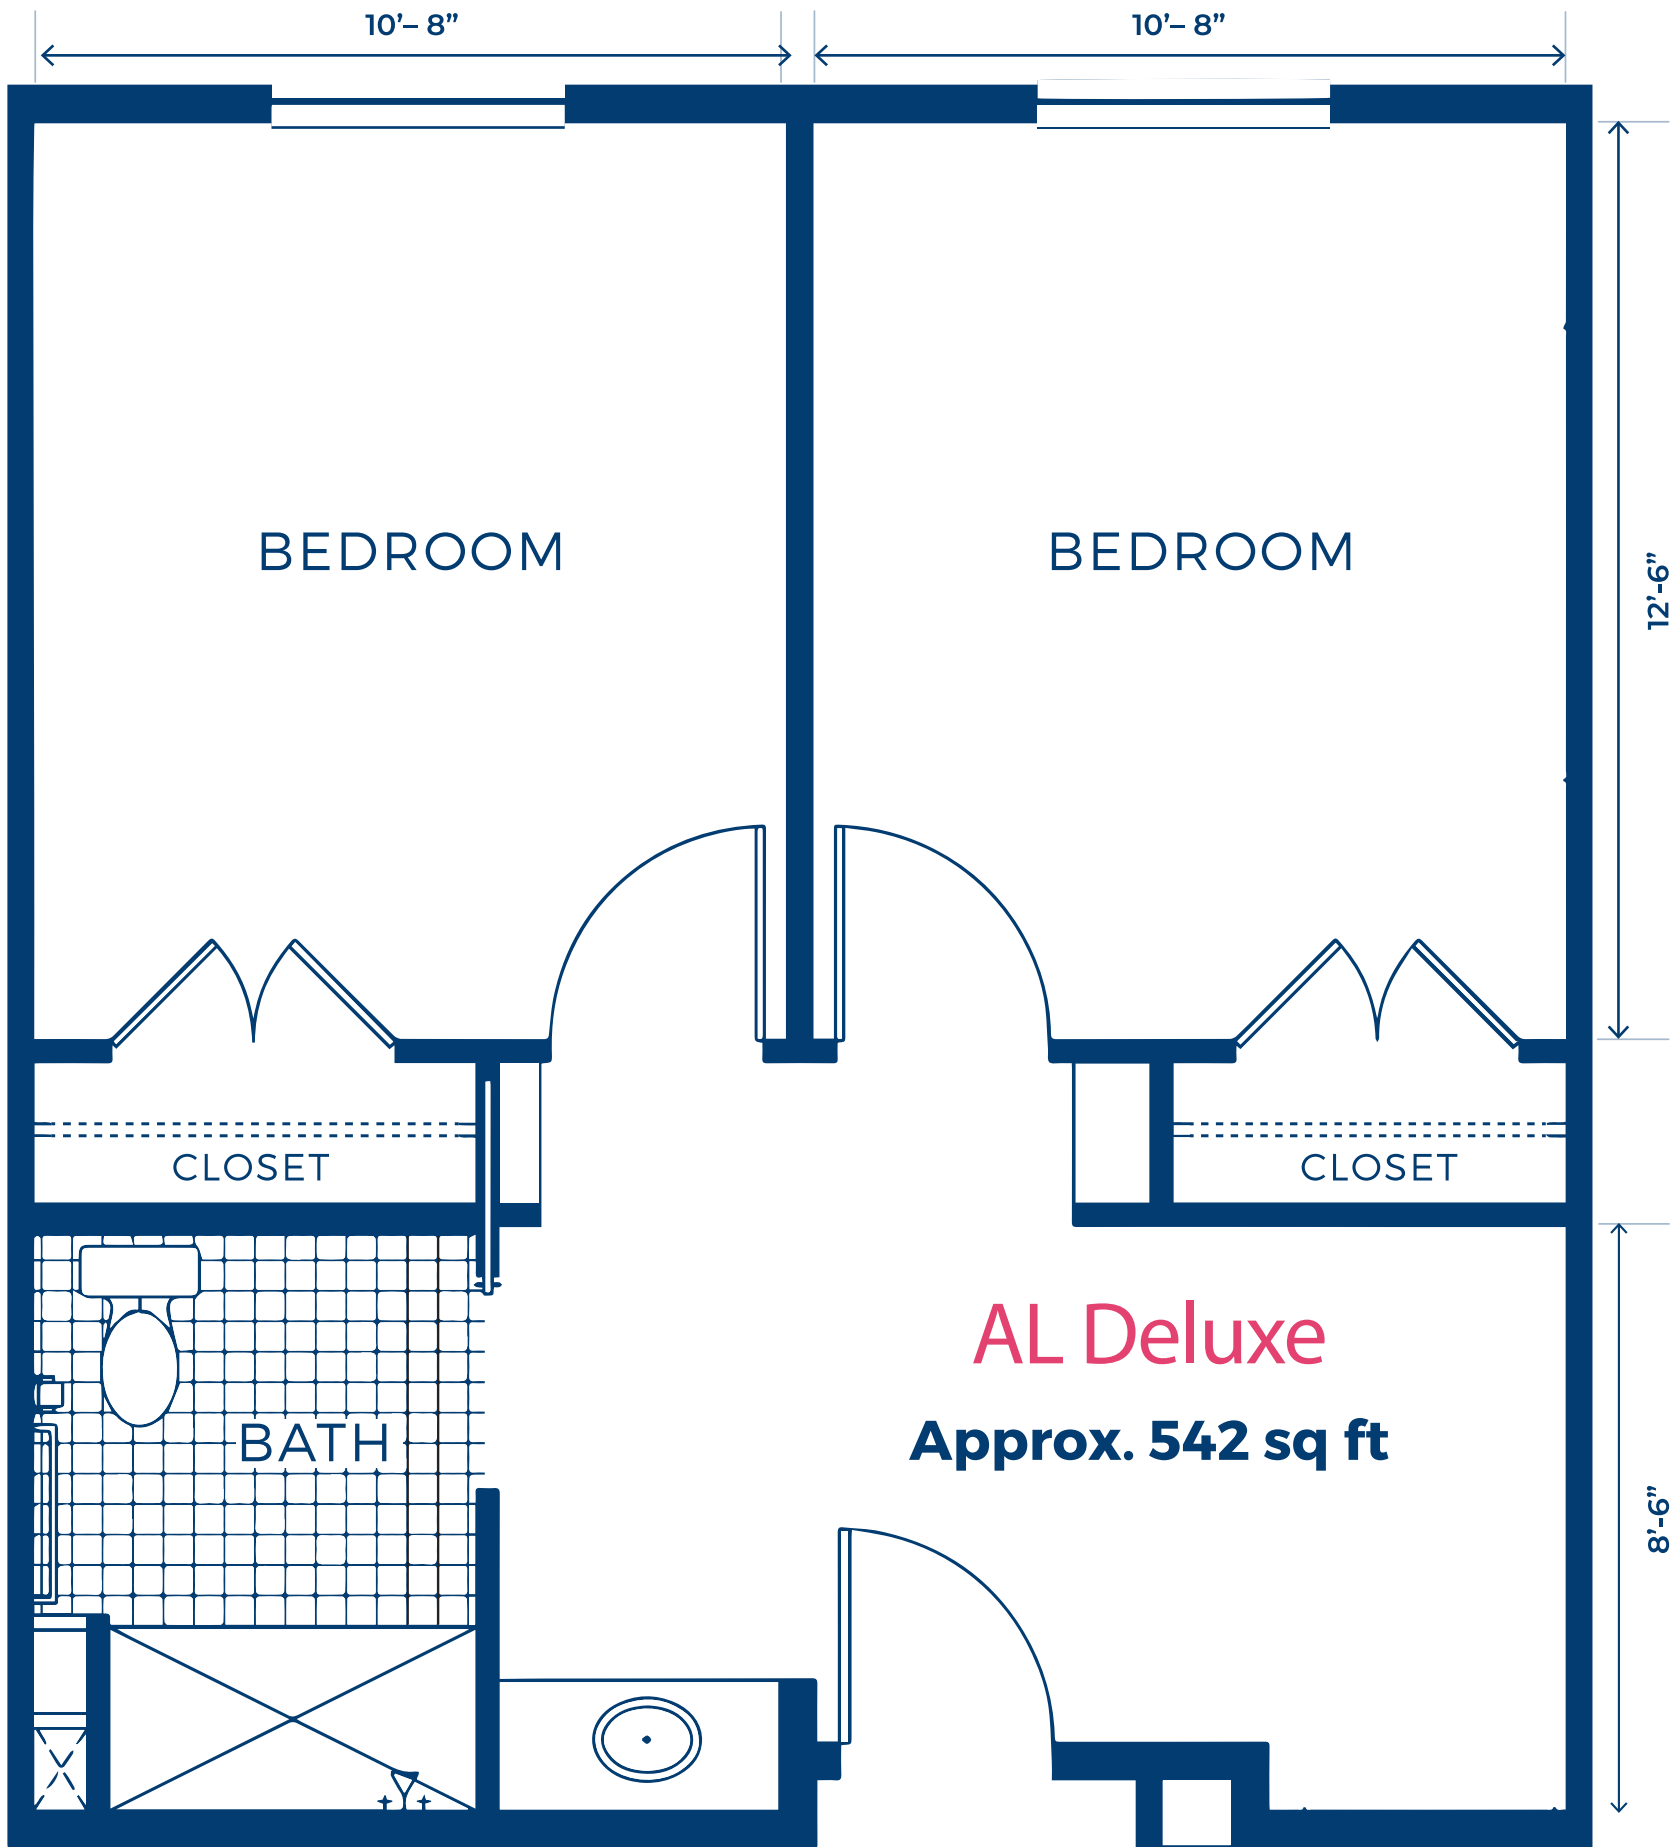 10’– 8”
10’– 8”
BEDROOM
BEDROOM
12’-6”
CLOSET
CLOSET
AL Deluxe
Approx. 542 sq ft
BATH
8’-6”